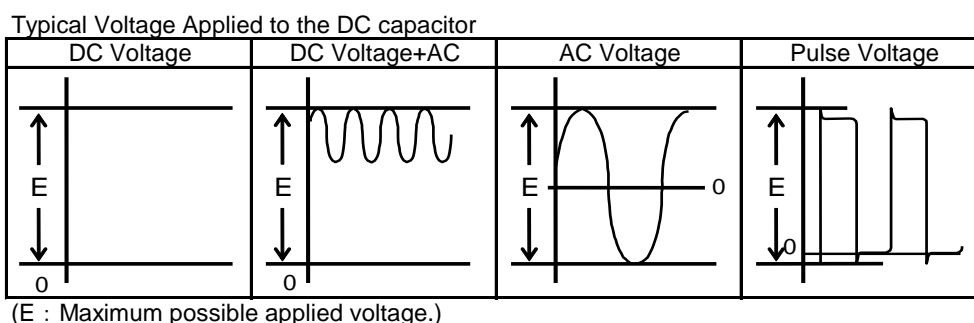 Typical Voltage Applied to the DC capacitor
DC Voltage DC Voltage+AC AC Voltage Pulse Voltage
E E E 0 E
0 0 0
(E：Maximum possible applied voltage.)